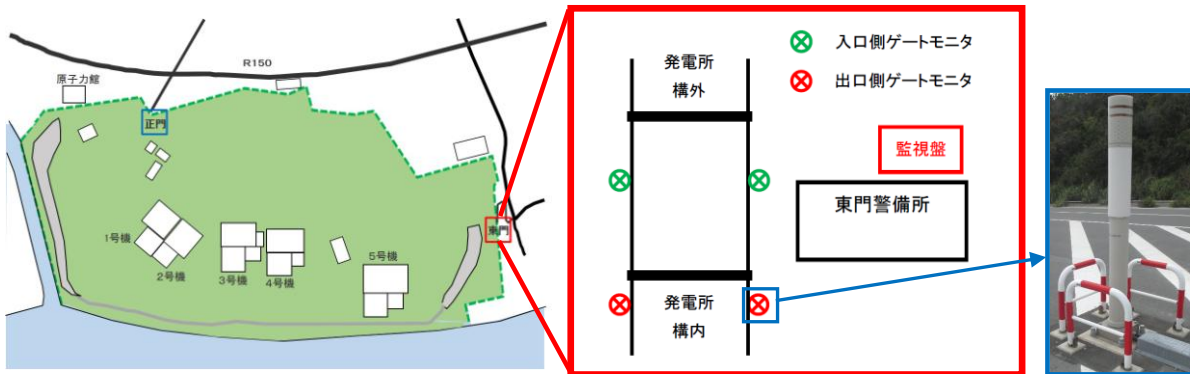 R150
原子力館
正門
東門
1号機
2号機
3号機
4号機
5号機
入口側ゲートモニタ
出口側ゲートモニタ
発電所
構外
監視盤
東門警備所
発電所
構内